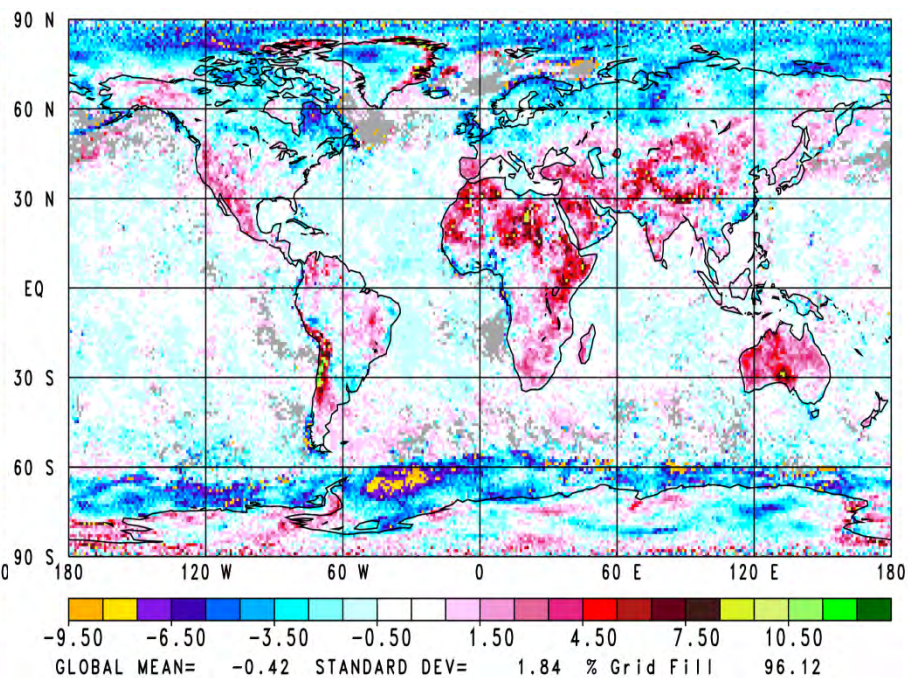 90 N
60 N
30 N
EQ
30 S
60 S
90 S
0 180 120 W 60 W 0 60 E 120 E 180
-9.50 -6.50 -3.50 -0.50 1.50 4.50 7.50 10.50
GLOBAL MEAN= -0.42 STANDARD DEV= 1.84 % Grid Fill 96.12